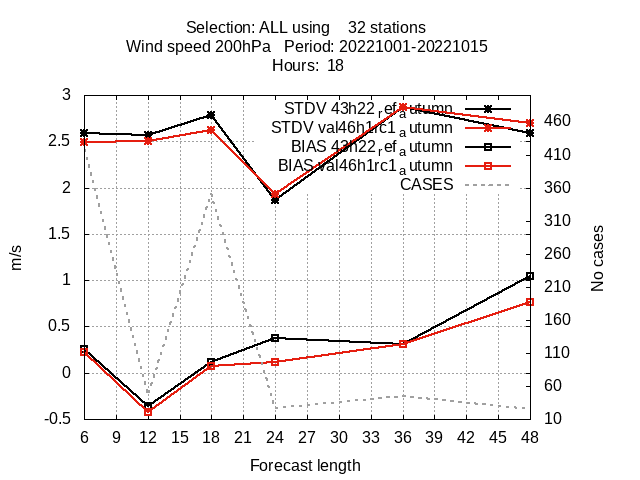 Selection: ALL using 32 stations
Wind speed 200hPa Period: 20221001-20221015
Hours: 18
STDV 43h22_ref_autumn
STDV val46h1rc1_autumn
BIAS 43h22_ref_autumn
BIAS val46h1rc1_autumn
CASES
3
2.5
2
1.5
1
0.5
0
-0.5
m/s
460
410
360
310
260
210
160
110
60
10
No cases
6 9 12 15 18 21 24 27 30 33 36 39 42 45 48
Forecast length